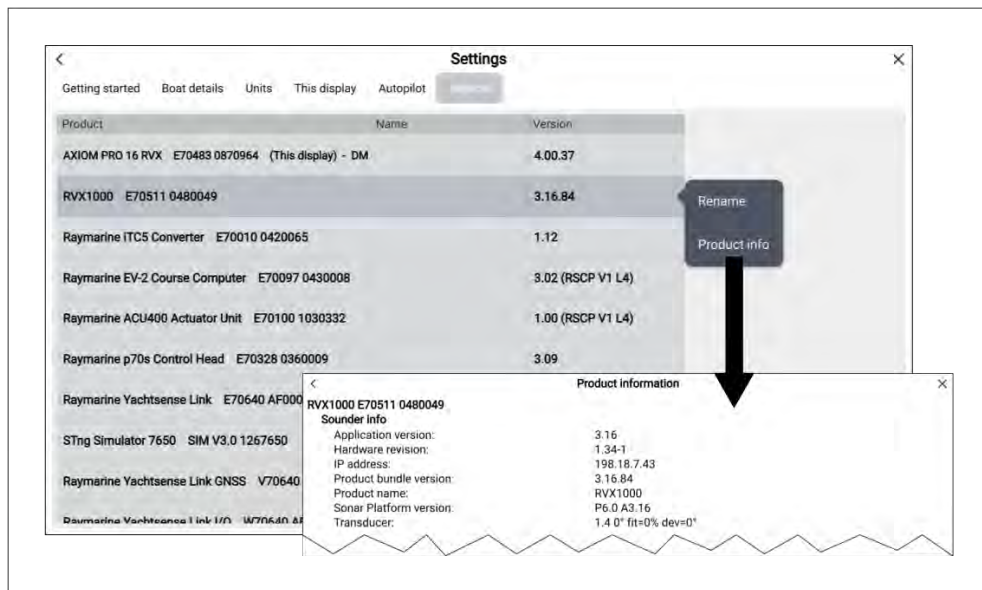 Settings
Getting started Boat details Units This display Autopilot
Product Name Version
AXIOM PRO 16 RVX E70483 0870964 (This display) - DM 4.00.37
RVX1000 E70511 0480049 3.16.84
Rename
Raymarine iTC5 Converter E70010 0420065 1.12
Product info
Raymarine EV-2 Course Computer E70097 0430008 3.02 (RSCP V1 L4)
Raymarine ACU400 Actuator Unit E70100 1030332 1.00 (RSCP V1 L4)
Raymarine p70s Control Head E70328 0360009 3.09
Raymarine Yachtsense Link E70640 AF000
STng Simulator 7650 SIM V3.0 1267650
Raymarine Yachtsense Link GNSS V70640
Raymarine Yachtsense Link I/O W70640 AF
Product information
RVX1000 E70511 0480049
Sounder info
Application version: 3.16
Hardware revision: 1.34-1
IP address: 198.18.7.43
Product bundle version: 3.16.84
Product name: RVX1000
Sonar Platform version: P6.0 A3.16
Transducer: 1.4 0° fit=0% dev=0°